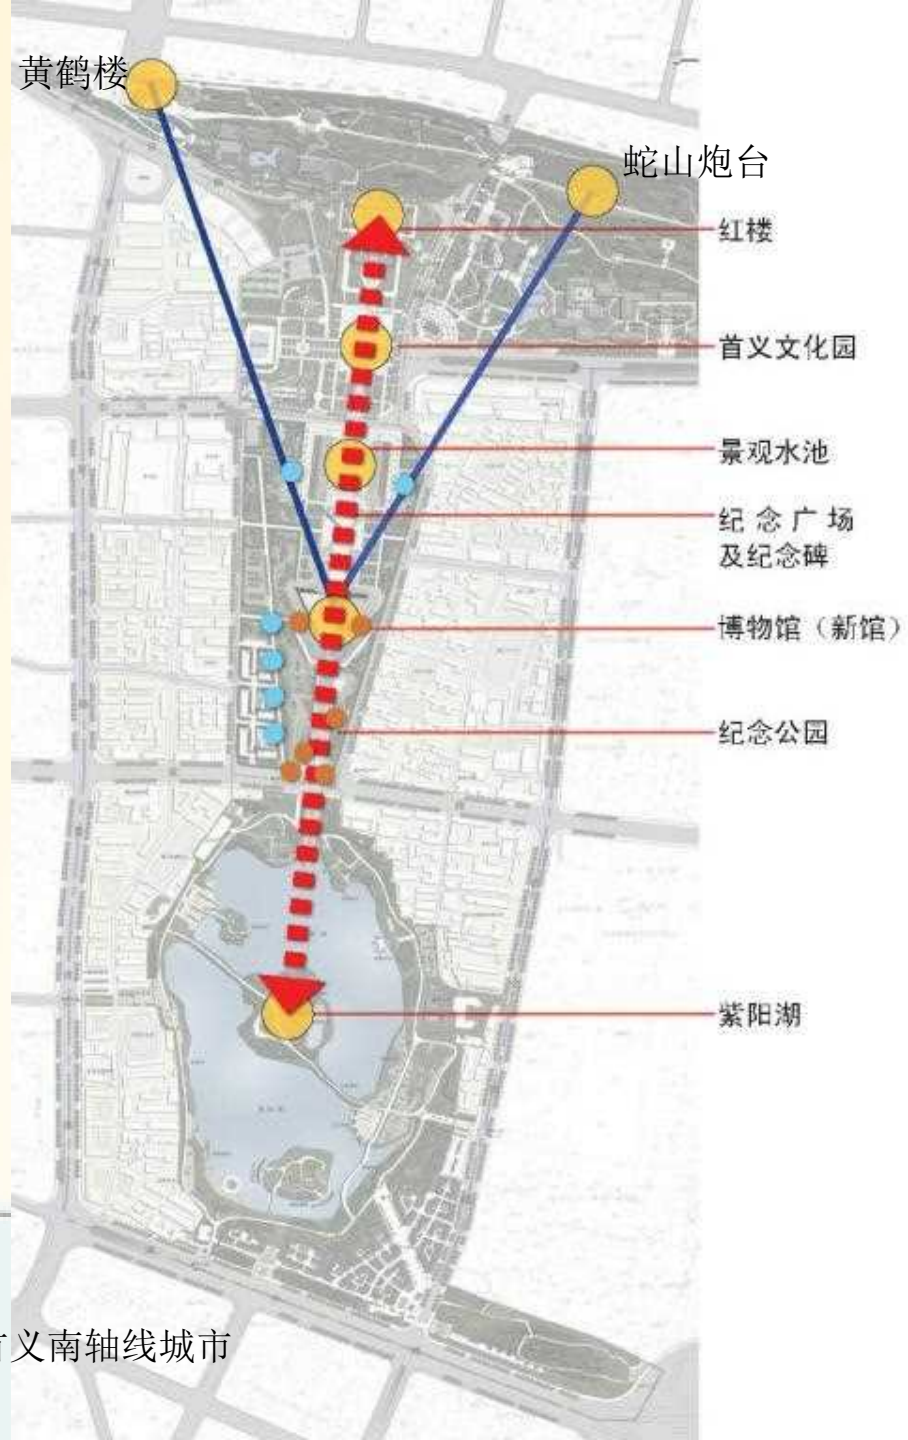 黄鹤楼
蛇山炮台
红楼
首义文化园
景观水池
纪念广场
及纪念碑
博物馆（新馆）
纪念公园
紫阳湖
义南轴线城市